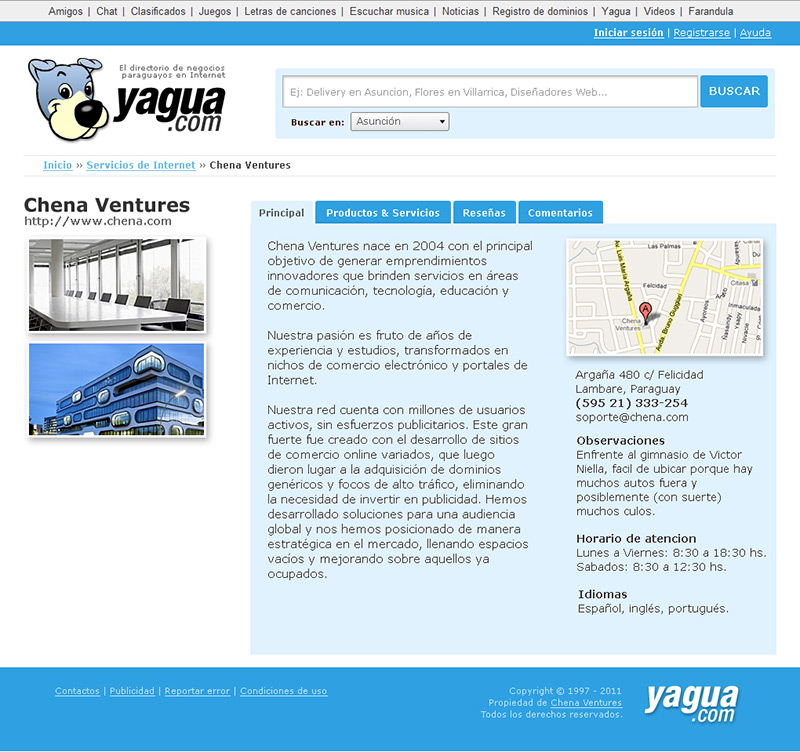 Amigos | Chat | Clasificados | Juegos | Letras de canciones | Escuchar musica | Noticias | Registro de dominios | Yagua | Videos | Farandula
Iniciar sesión | Registrarse | Ayuda
El directorio de negocios
paraguayos en Internet
yagua
.com
Ej: Delivery en Asuncion, Flores en Villarrica, Diseñadores Web...
BUSCAR
Buscar en: Asunción
Inicio ›› Servicios de Internet ›› Chena Ventures
Chena Ventures
http://www.chena.com
Principal
Productos & Servicios
Reseñas
Comentarios
Chena Ventures nace en 2004 con el principal
objetivo de generar emprendimientos
innovadores que brinden servicios en áreas
de comunicación, tecnología, educación y
comercio.
Nuestra pasión es fruto de años de
experiencia y estudios, transformados en
nichos de comercio electrónico y portales de
Internet.
Nuestra red cuenta con millones de usuarios
activos, sin esfuerzos publicitarios. Este gran
fuerte fue creado con el desarrollo de sitios
de comercio online variados, que luego
dieron lugar a la adquisición de dominios
genéricos y focos de alto tráfico, eliminando
la necesidad de invertir en publicidad. Hemos
desarrollado soluciones para una audiencia
global y nos hemos posicionado de manera
estratégica en el mercado, llenando espacios
vacíos y mejorando sobre aquellos ya
ocupados.
Las Palmas
Av. Luis María Argaña
Felicidad
Citasa
A
Chena
Ventures
Avda. Bruno Guggiari
Inmaculada
Ayoreos
Nasaindy
Ysapy
Nivacle
Argaña 480 c/ Felicidad
Lambare, Paraguay
(595 21) 333-254
soporte@chena.com
Observaciones
Enfrente al gimnasio de Victor
Niella, facil de ubicar porque hay
muchos autos fuera y
posiblemente (con suerte)
muchos culos.
Horario de atencion
Lunes a Viernes: 8:30 a 18:30 hs.
Sabados: 8:30 a 12:30 hs.
Idiomas
Español, inglés, portugués.
Contactos | Publicidad | Reportar error | Condiciones de uso
Copyright © 1997 - 2011
Propiedad de Chena Ventures
Todos los derechos reservados.
yagua
.com